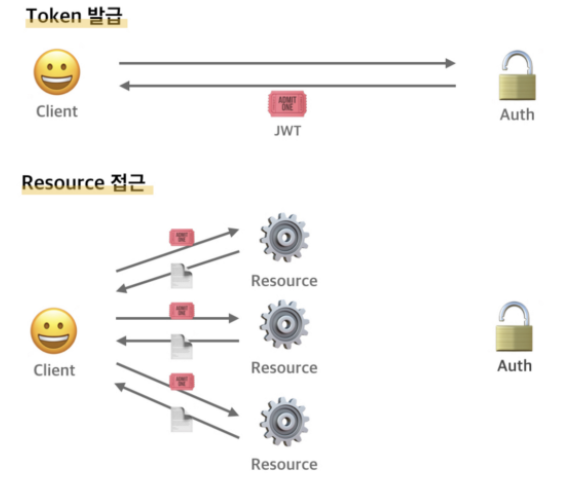 Token 발급
Client
ADMIT
ONE
JWT
Auth
Resource 접근
ADMIT
ONE
Resource
Client
ADMIT
ONE
Resource
Auth
ADMIT
ONE
Resource